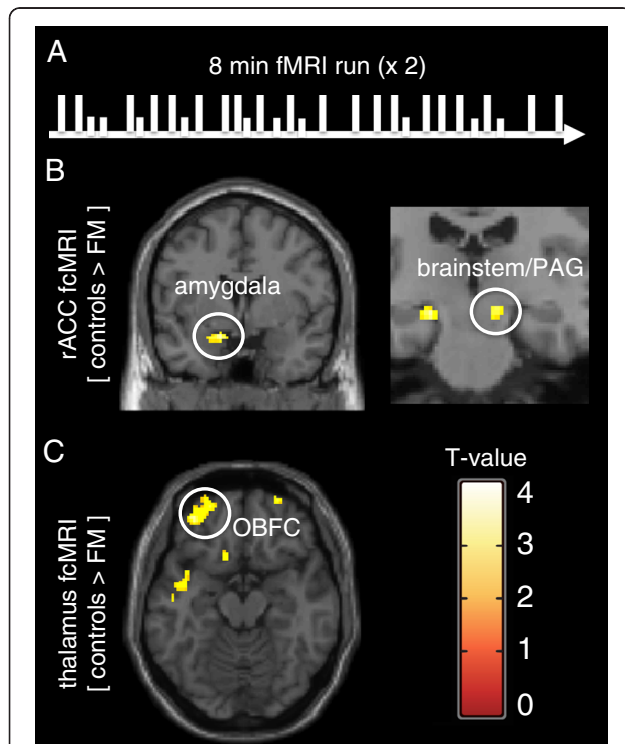 A
8 min fMRI run (x 2)
B
rACC fcMRI
[ controls > FM ]
amygdala
brainstem/PAG
C
thalamus fcMRI
[ controls > FM ]
OBFC
T-value
4
3
2
1
0